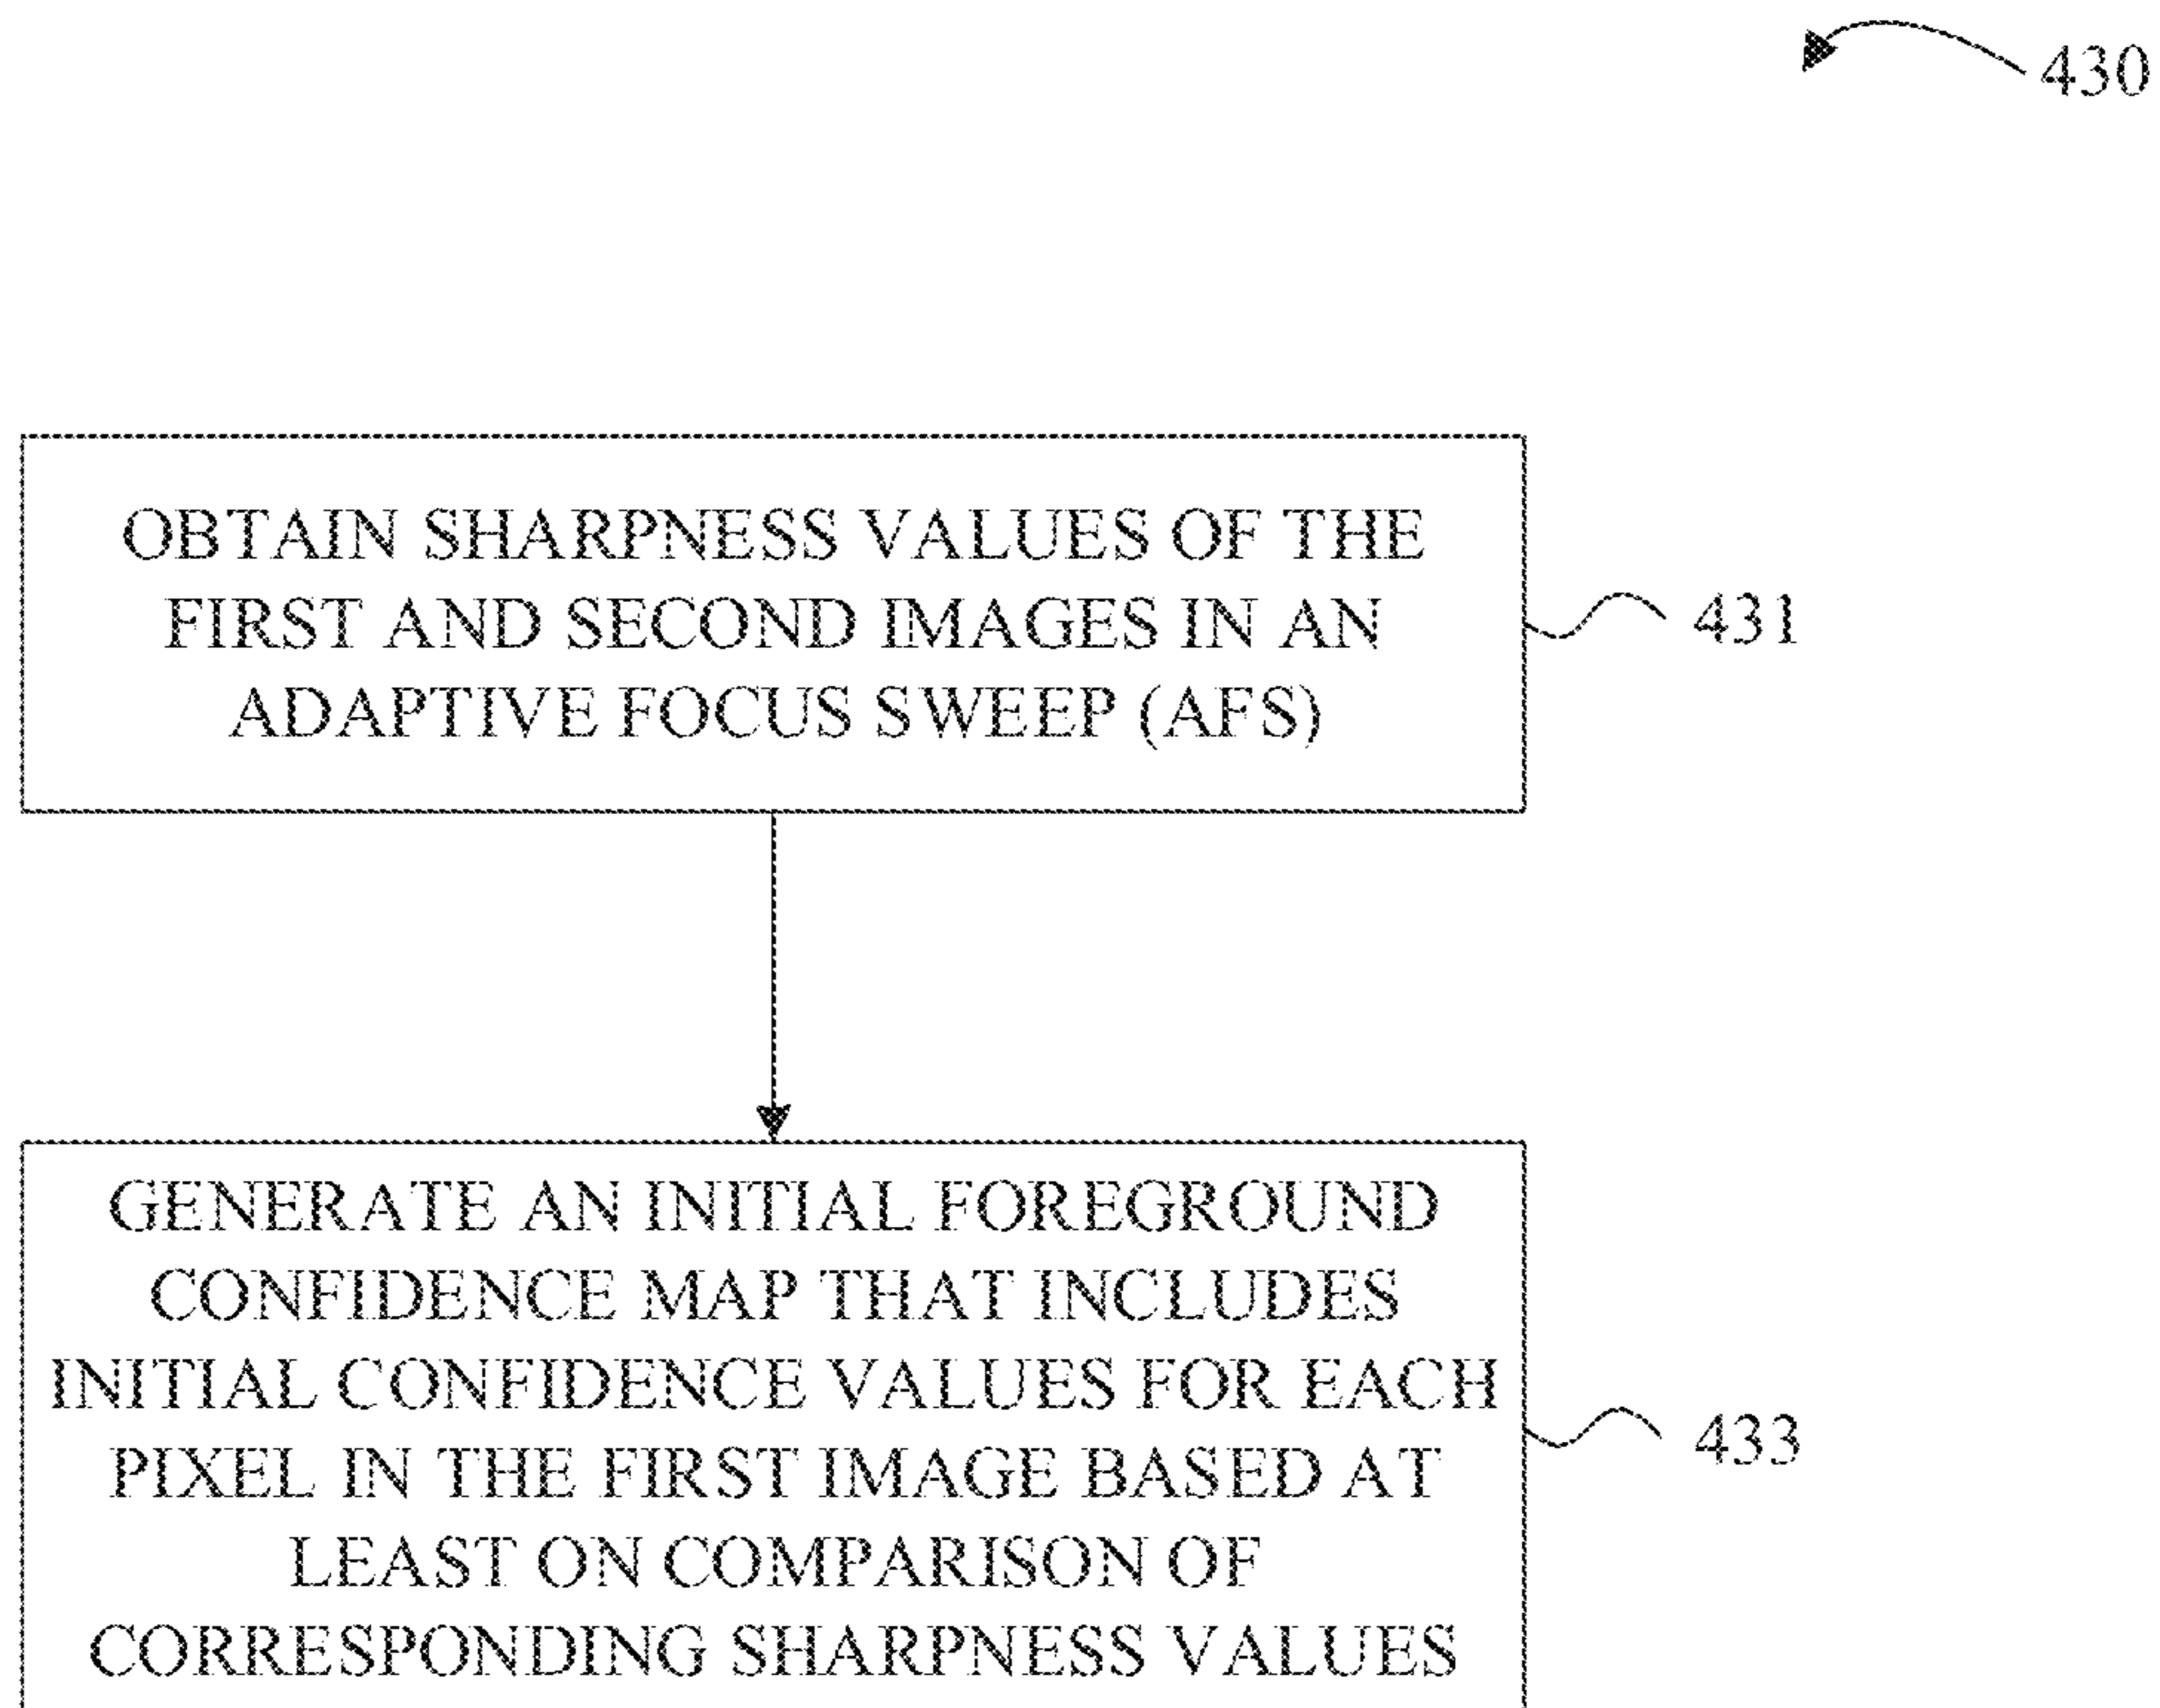 430
OBTAIN SHARPNESS VALUES OF THE
FIRST AND SECOND IMAGES IN AN
ADAPTIVE FOCUS SWEEP (AFS)
431
GENERATE AN INITIAL FOREGROUND
CONFIDENCE MAP THAT INCLUDES
INITIAL CONFIDENCE VALUES FOR EACH
PIXEL IN THE FIRST IMAGE BASED AT
LEAST ON COMPARISON OF
CORRESPONDING SHARPNESS VALUES
433